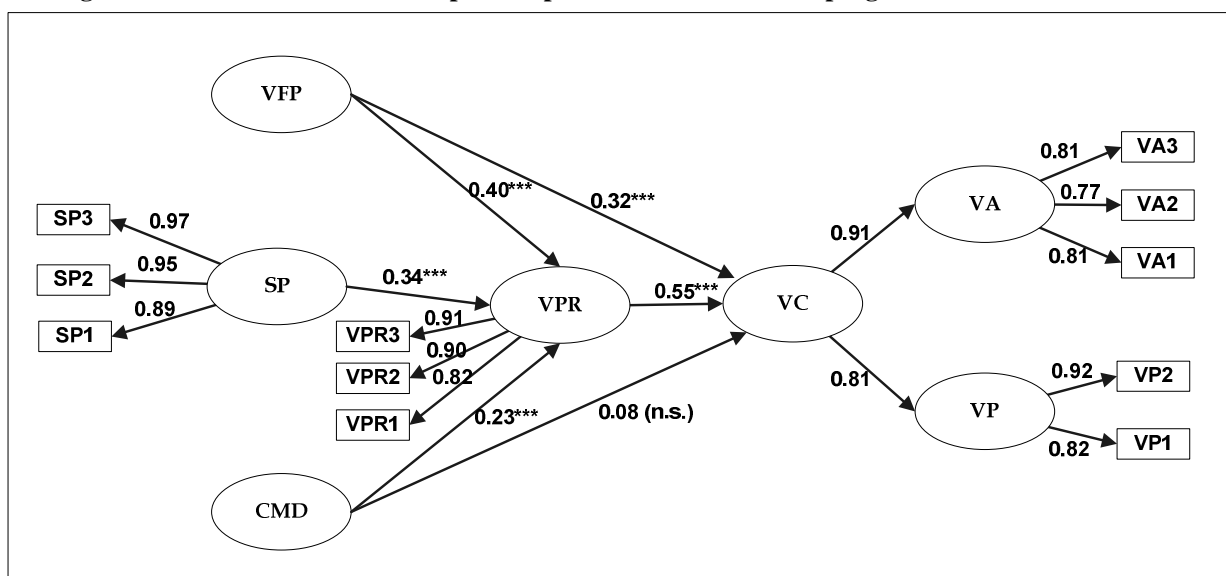 VFP
0.40***
0.32***
SP3
0.97
SP2
0.95
SP1
0.89
SP
0.34***
VPR
0.55***
VC
VPR3
0.91
VPR2
0.90
VPR1
0.82
0.23***
0.08 (n.s.)
CMD
0.91
VA
0.81
VA3
0.77
VA2
0.81
VA1
0.81
VP
0.92
VP2
0.82
VP1